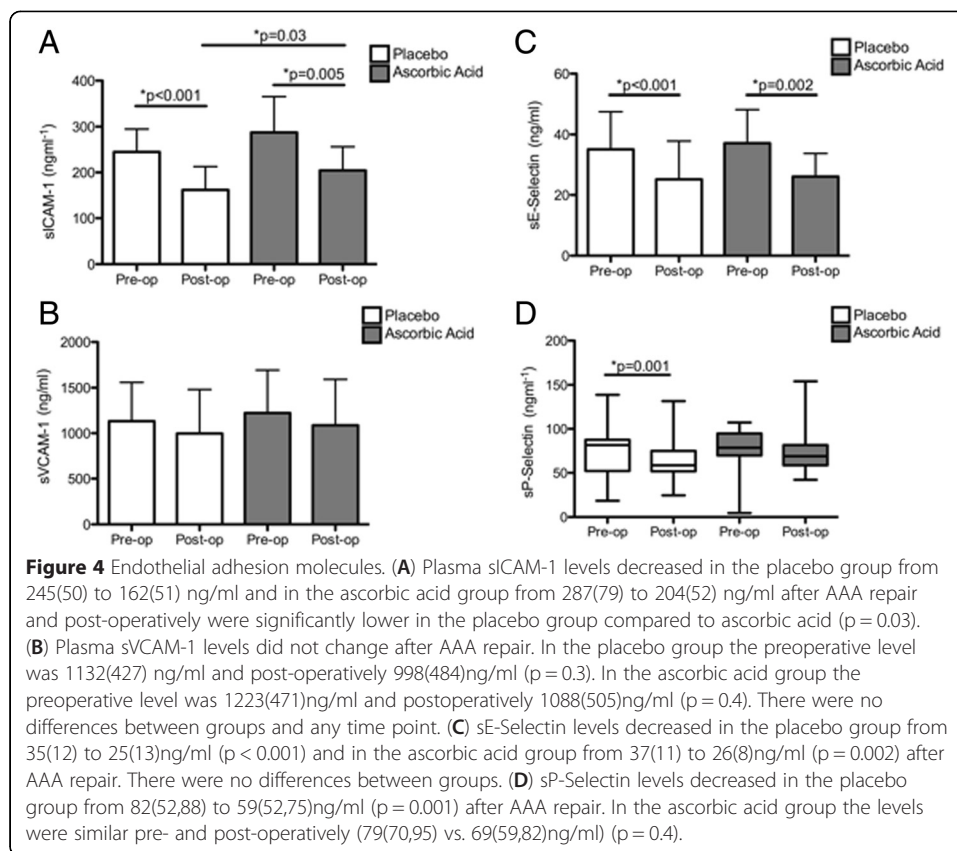 A
*p=0.03
Placebo
Ascorbic Acid
*p<0.001
*p=0.005
sICAM-1 (ngml⁻¹)
400
300
200
100
0
Pre-op
Post-op
Pre-op
Post-op
C
Placebo
Ascorbic Acid
*p<0.001
*p=0.002
sE-Selectin (ng/ml)
60
40
20
0
Pre-op
Post-op
Pre-op
Post-op
B
Placebo
Ascorbic Acid
sVCAM-1 (ng/ml)
2000
1500
1000
500
0
Pre-op
Post-op
Pre-op
Post-op
D
Placebo
Ascorbic Acid
*p=0.001
sP-Selectin (ngml⁻¹)
200
150
100
50
0
Pre-op
Post-op
Pre-op
Post-op
Figure 4 Endothelial adhesion molecules. (A) Plasma sICAM-1 levels decreased in the placebo group from
245(50) to 162(51) ng/ml and in the ascorbic acid group from 287(79) to 204(52) ng/ml after AAA repair
and post-operatively were significantly lower in the placebo group compared to ascorbic acid (p = 0.03).
(B) Plasma sVCAM-1 levels did not change after AAA repair. In the placebo group the preoperative level
was 1132(427) ng/ml and post-operatively 998(484)ng/ml (p = 0.3). In the ascorbic acid group the
preoperative level was 1223(471)ng/ml and postoperatively 1088(505)ng/ml (p = 0.4). There were no
differences between groups and any time point. (C) sE-Selectin levels decreased in the placebo group from
35(12) to 25(13)ng/ml (p < 0.001) and in the ascorbic acid group from 37(11) to 26(8)ng/ml (p = 0.002) after
AAA repair. There were no differences between groups. (D) sP-Selectin levels decreased in the placebo
group from 82(52,88) to 59(52,75)ng/ml (p = 0.001) after AAA repair. In the ascorbic acid group the levels
were similar pre- and post-operatively (79(70,95) vs. 69(59,82)ng/ml) (p = 0.4).